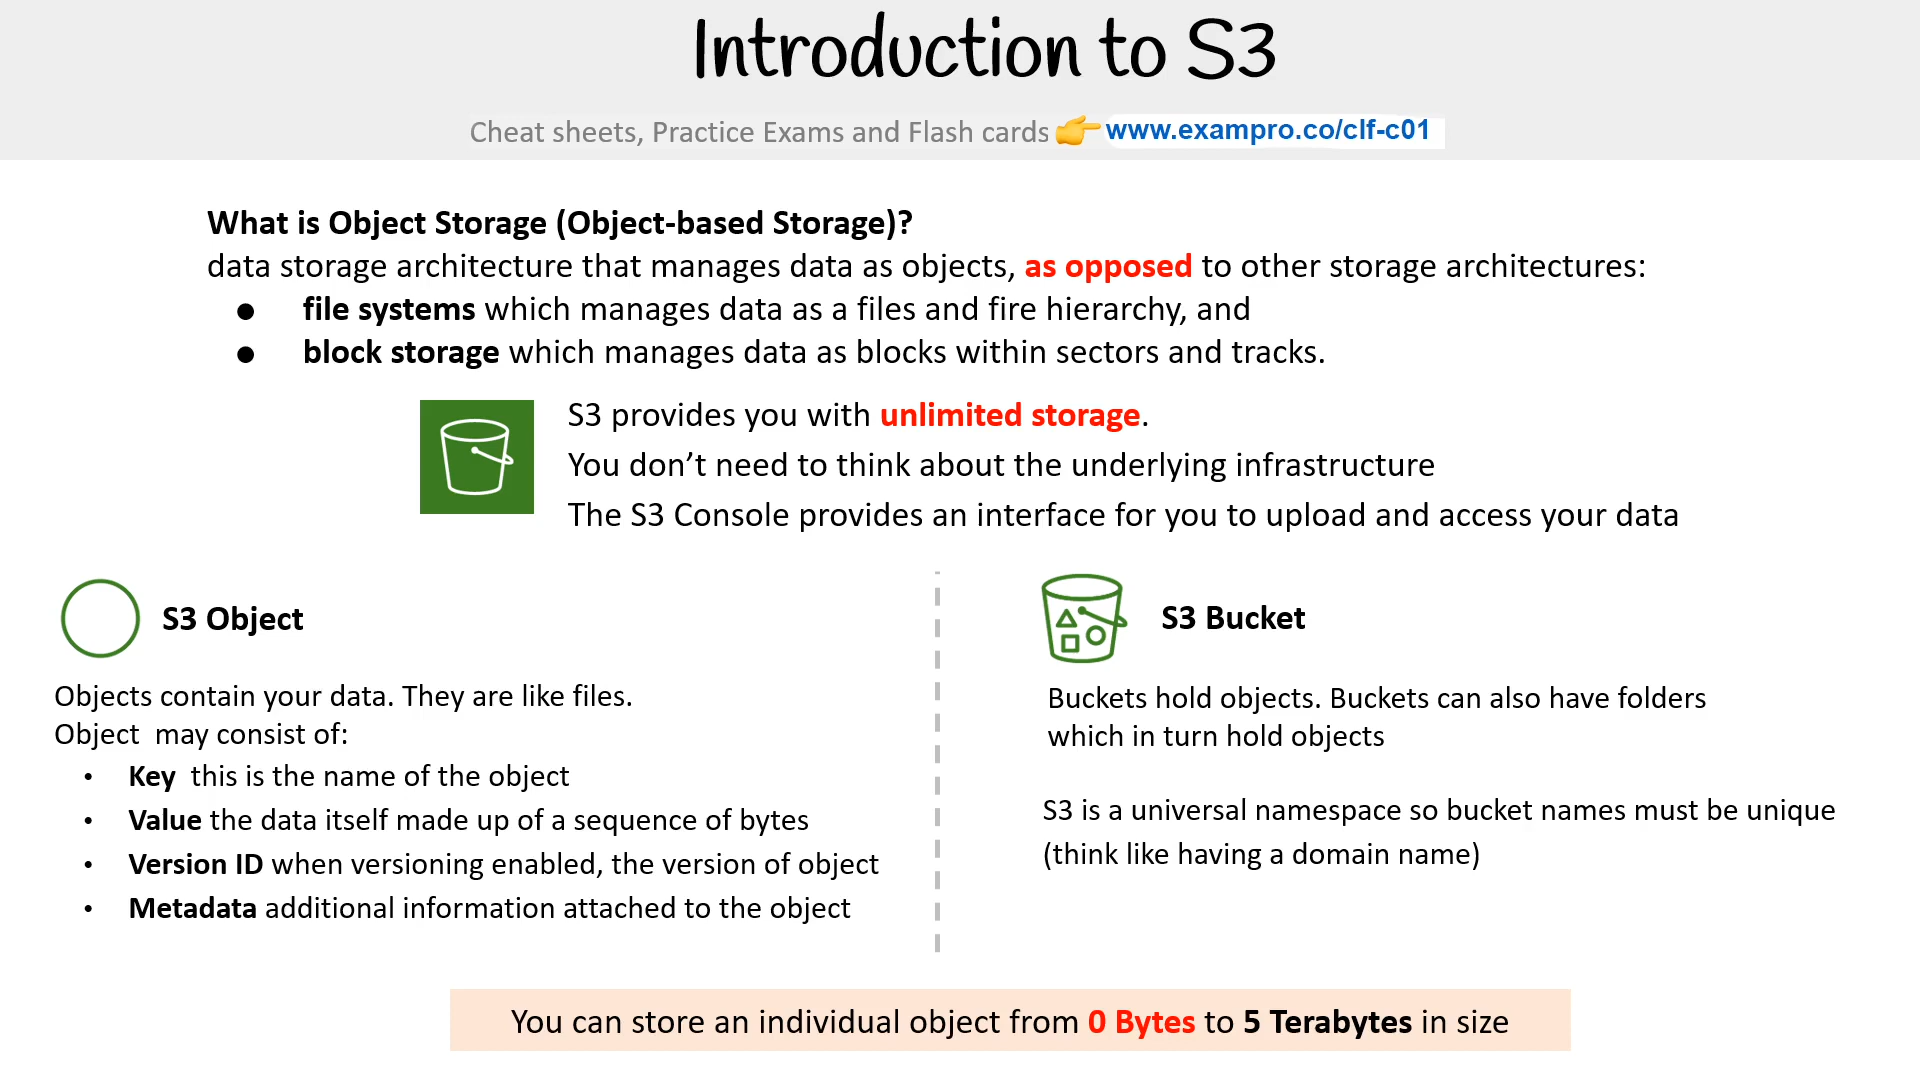 Introduction to S3
Cheat sheets, Practice Exams and Flash cards 👉 www.exampro.co/clf-c01
What is Object Storage (Object-based Storage)?
data storage architecture that manages data as objects, as opposed to other storage architectures:
● file systems which manages data as a files and fire hierarchy, and
● block storage which manages data as blocks within sectors and tracks.
S3 provides you with unlimited storage.
You don’t need to think about the underlying infrastructure
The S3 Console provides an interface for you to upload and access your data
S3 Object
Objects contain your data. They are like files.
Object  may consist of:
• Key  this is the name of the object
• Value the data itself made up of a sequence of bytes
• Version ID when versioning enabled, the version of object
• Metadata additional information attached to the object
S3 Bucket
Buckets hold objects. Buckets can also have folders
which in turn hold objects
S3 is a universal namespace so bucket names must be unique
(think like having a domain name)
You can store an individual object from 0 Bytes to 5 Terabytes in size